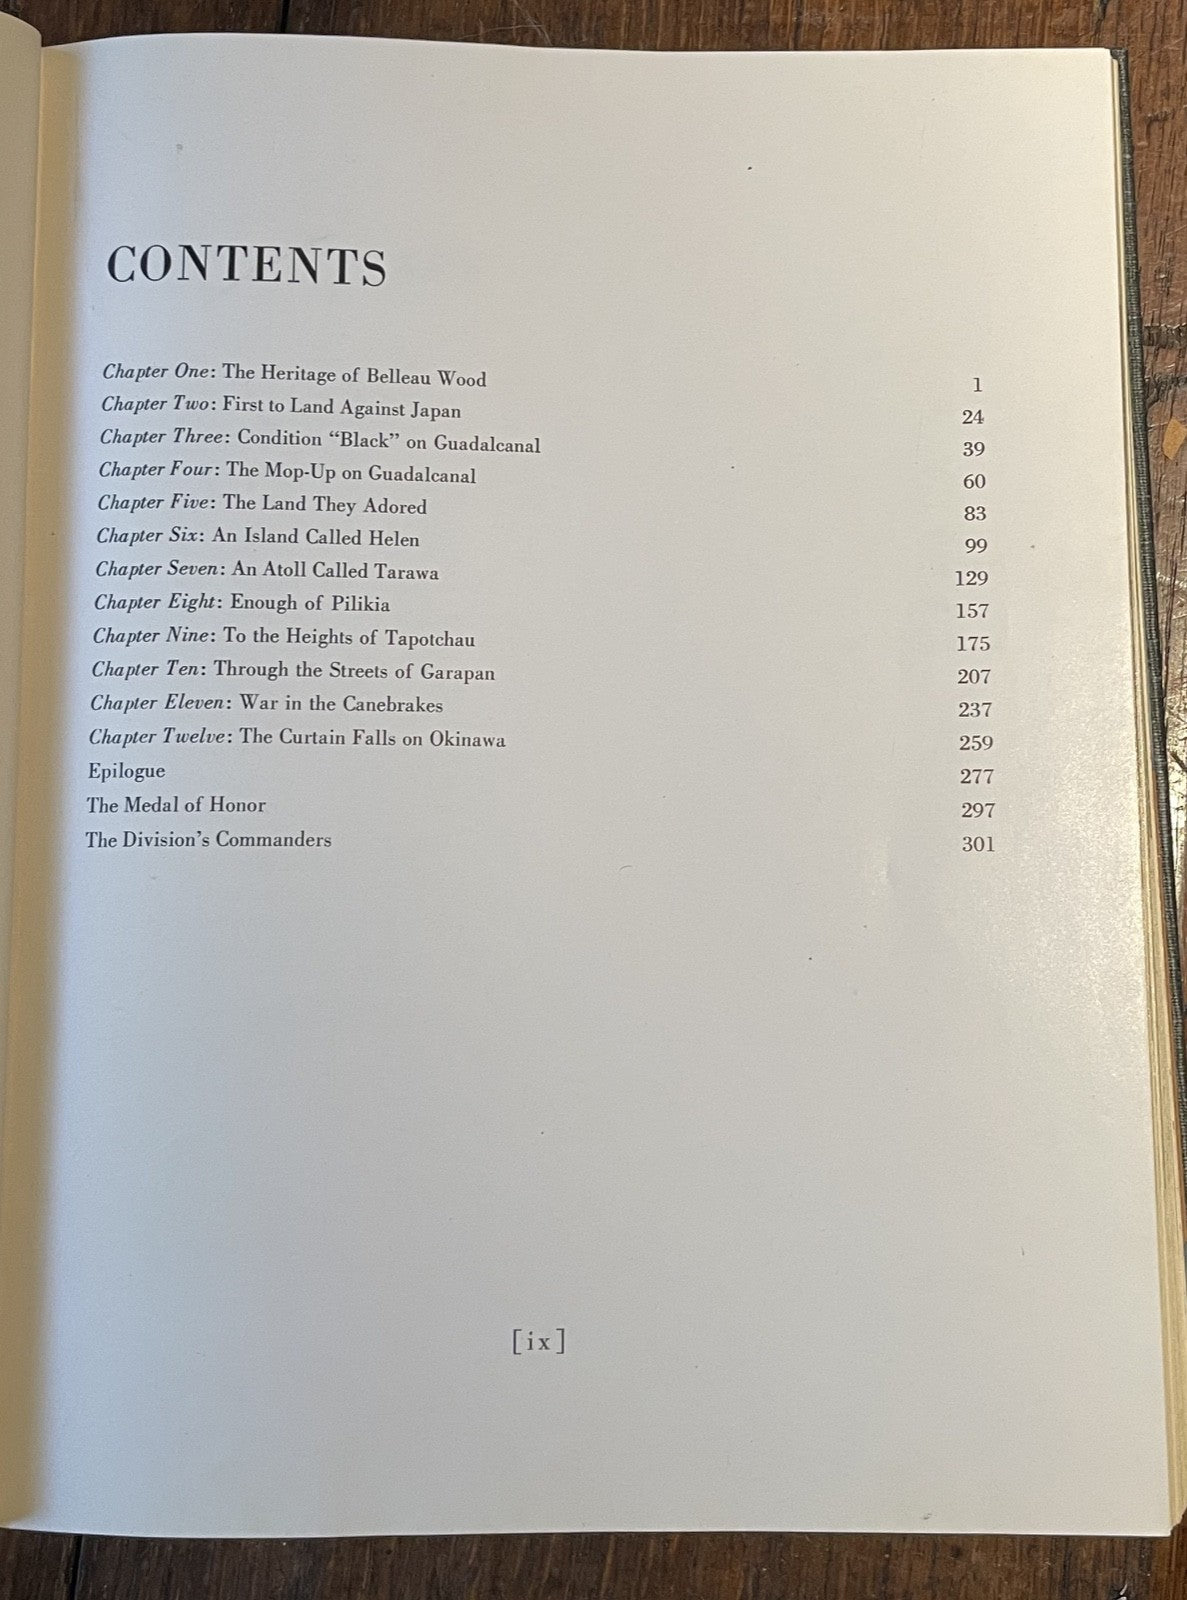 CONTENTS
Chapter One: The Heritage of Belleau Wood 1
Chapter Two: First to Land Against Japan 24
Chapter Three: Condition “Black” on Guadalcanal 39
Chapter Four: The Mop-Up on Guadalcanal 60
Chapter Five: The Land They Adored 83
Chapter Six: An Island Called Helen 99
Chapter Seven: An Atoll Called Tarawa 129
Chapter Eight: Enough of Pilikia 157
Chapter Nine: To the Heights of Tapotchau 175
Chapter Ten: Through the Streets of Garapan 207
Chapter Eleven: War in the Canebrakes 237
Chapter Twelve: The Curtain Falls on Okinawa 259
Epilogue 277
The Medal of Honor 297
The Division’s Commanders 301
[ix]